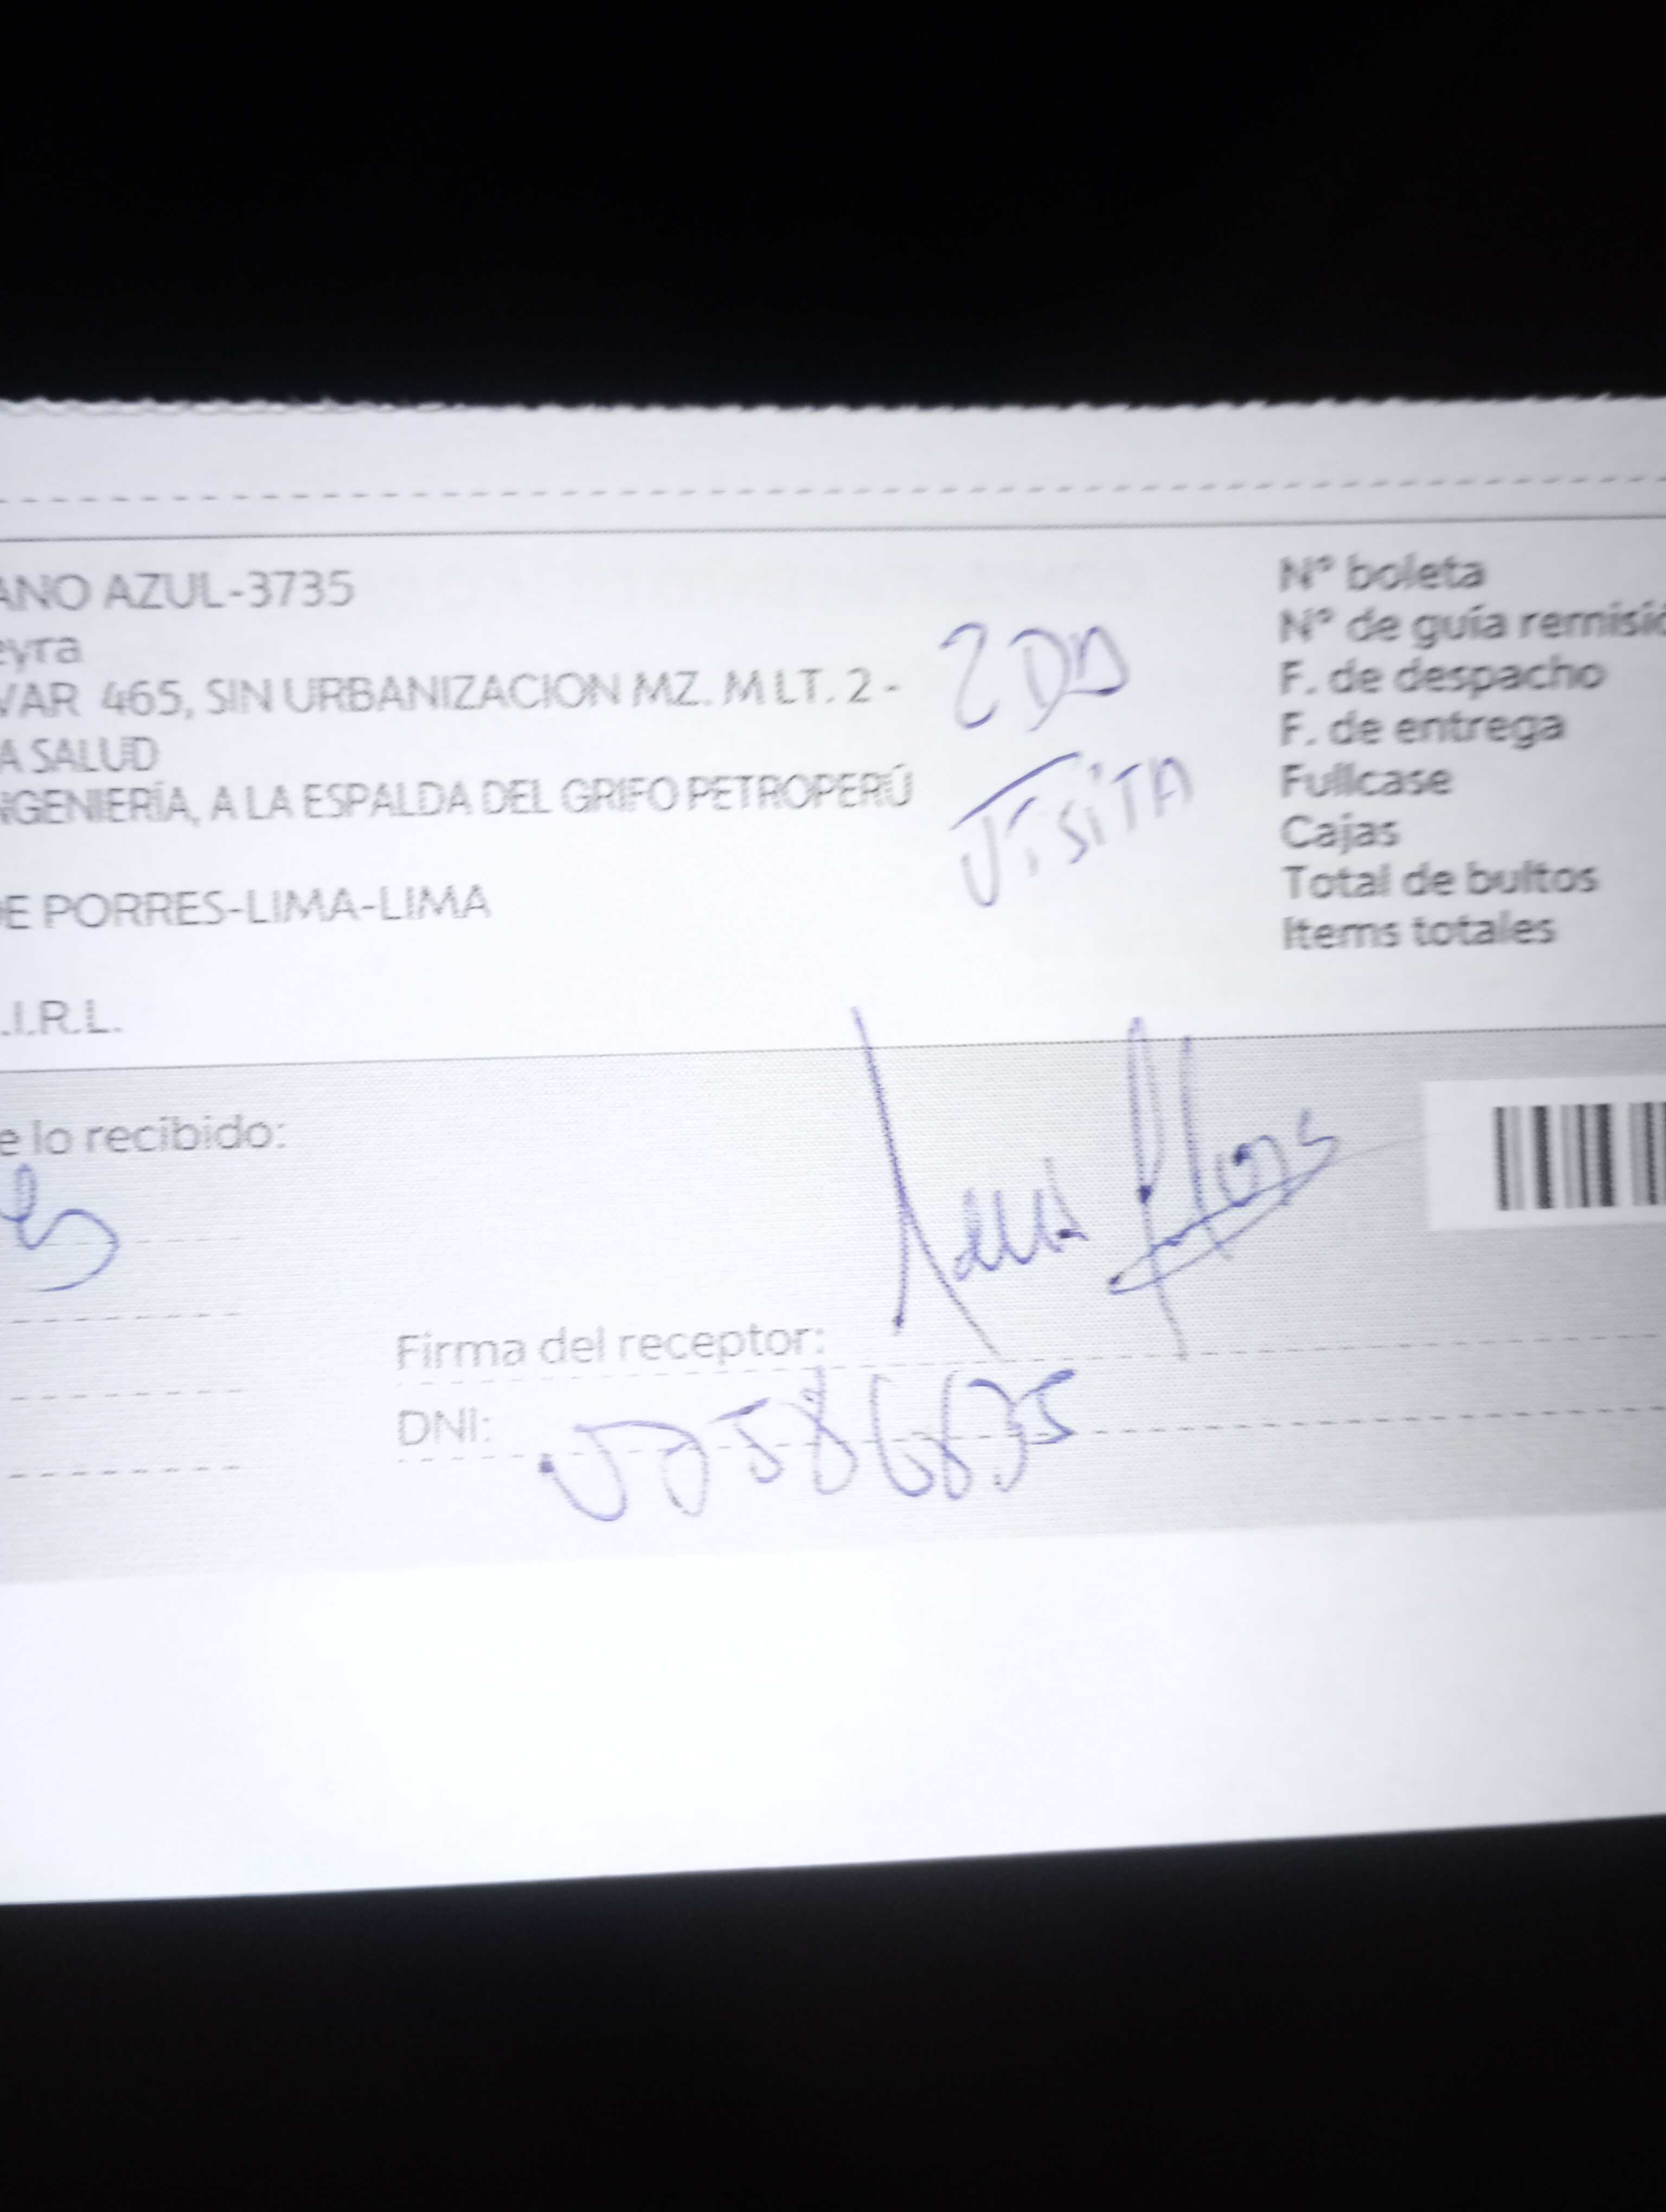 ANO AZUL-3735
eyra
VAR 465, SIN URBANIZACION MZ. M LT. 2 -
A SALUD
NGENIERÍA, A LA ESPALDA DEL GRIFO PETROPERÚ
DE PORRES-LIMA-LIMA
.I.R.L.
2DA
VISITA
N° boleta
N° de guía remisió
F. de despacho
F. de entrega
Fullcase
Cajas
Total de bultos
Items totales
e lo recibido:
Firma del receptor:
DNI: